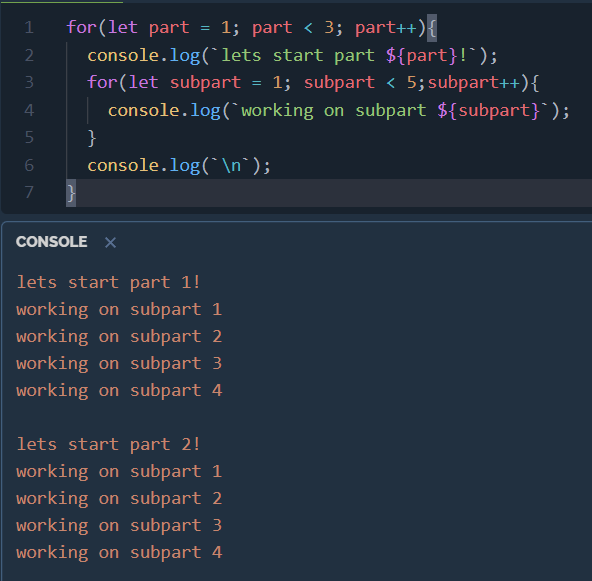 1 for(let part = 1; part < 3; part++){
2 console.log(`lets start part ${part}!`);
3 for(let subpart = 1; subpart < 5;subpart++){
4 console.log(`working on subpart ${subpart}`);
5 }
6 console.log(`\n`);
7 }
CONSOLE ×
lets start part 1!
working on subpart 1
working on subpart 2
working on subpart 3
working on subpart 4
lets start part 2!
working on subpart 1
working on subpart 2
working on subpart 3
working on subpart 4